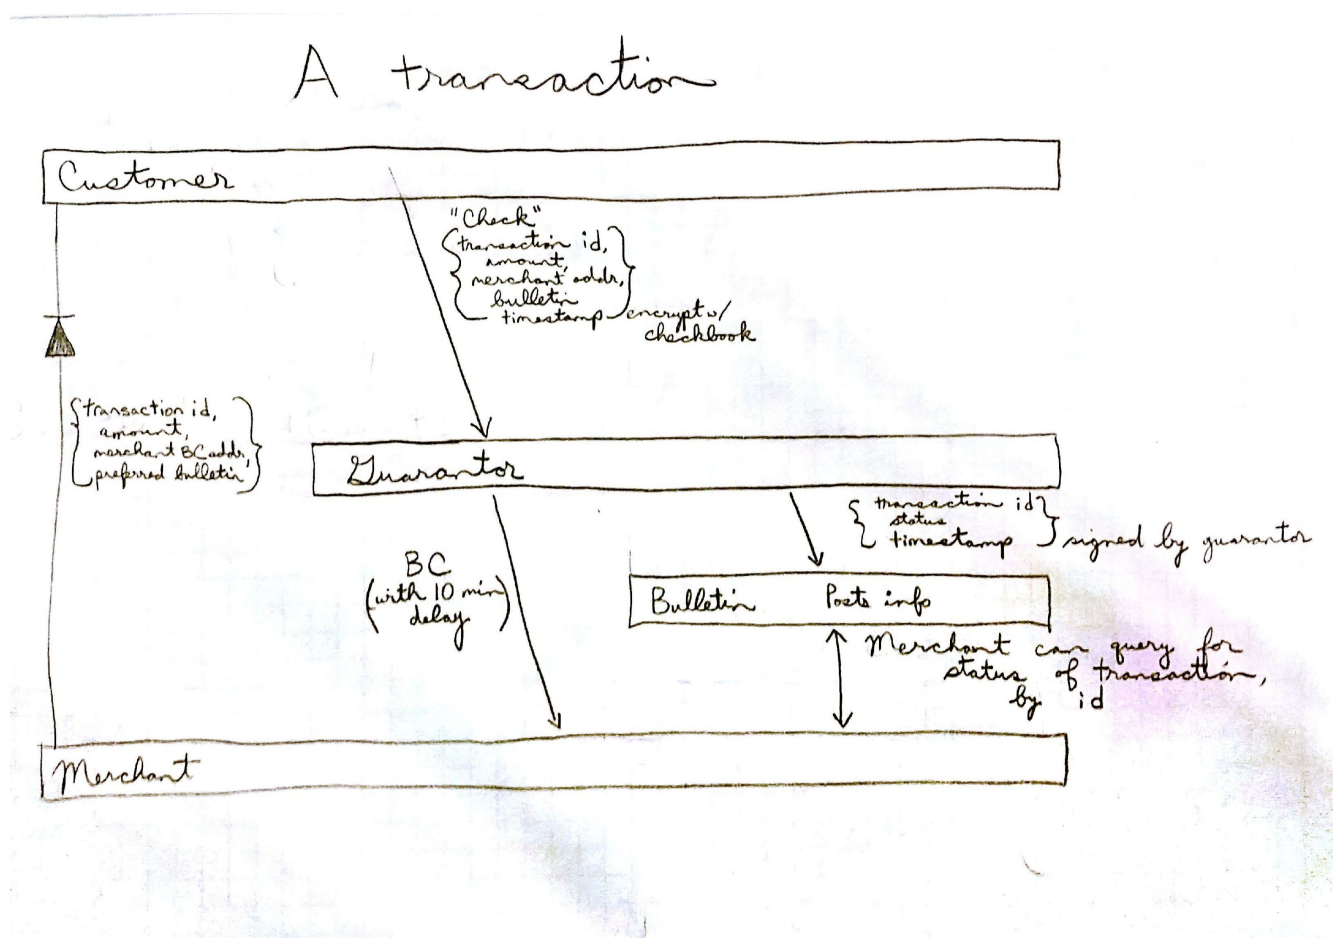 A transaction
Customer
"Check"
{transaction id,
amount,
merchant addr,
bulletin
timestamp} encrypt w/
checkbook
{transaction id,
amount,
merchant BC addr,
preferred bulletin}
Guarantor
{transaction id
status
timestamp} signed by guarantor
BC
(with 10 min
delay)
Bulletin Posts info
Merchant can query for
status of transaction,
by id
Merchant